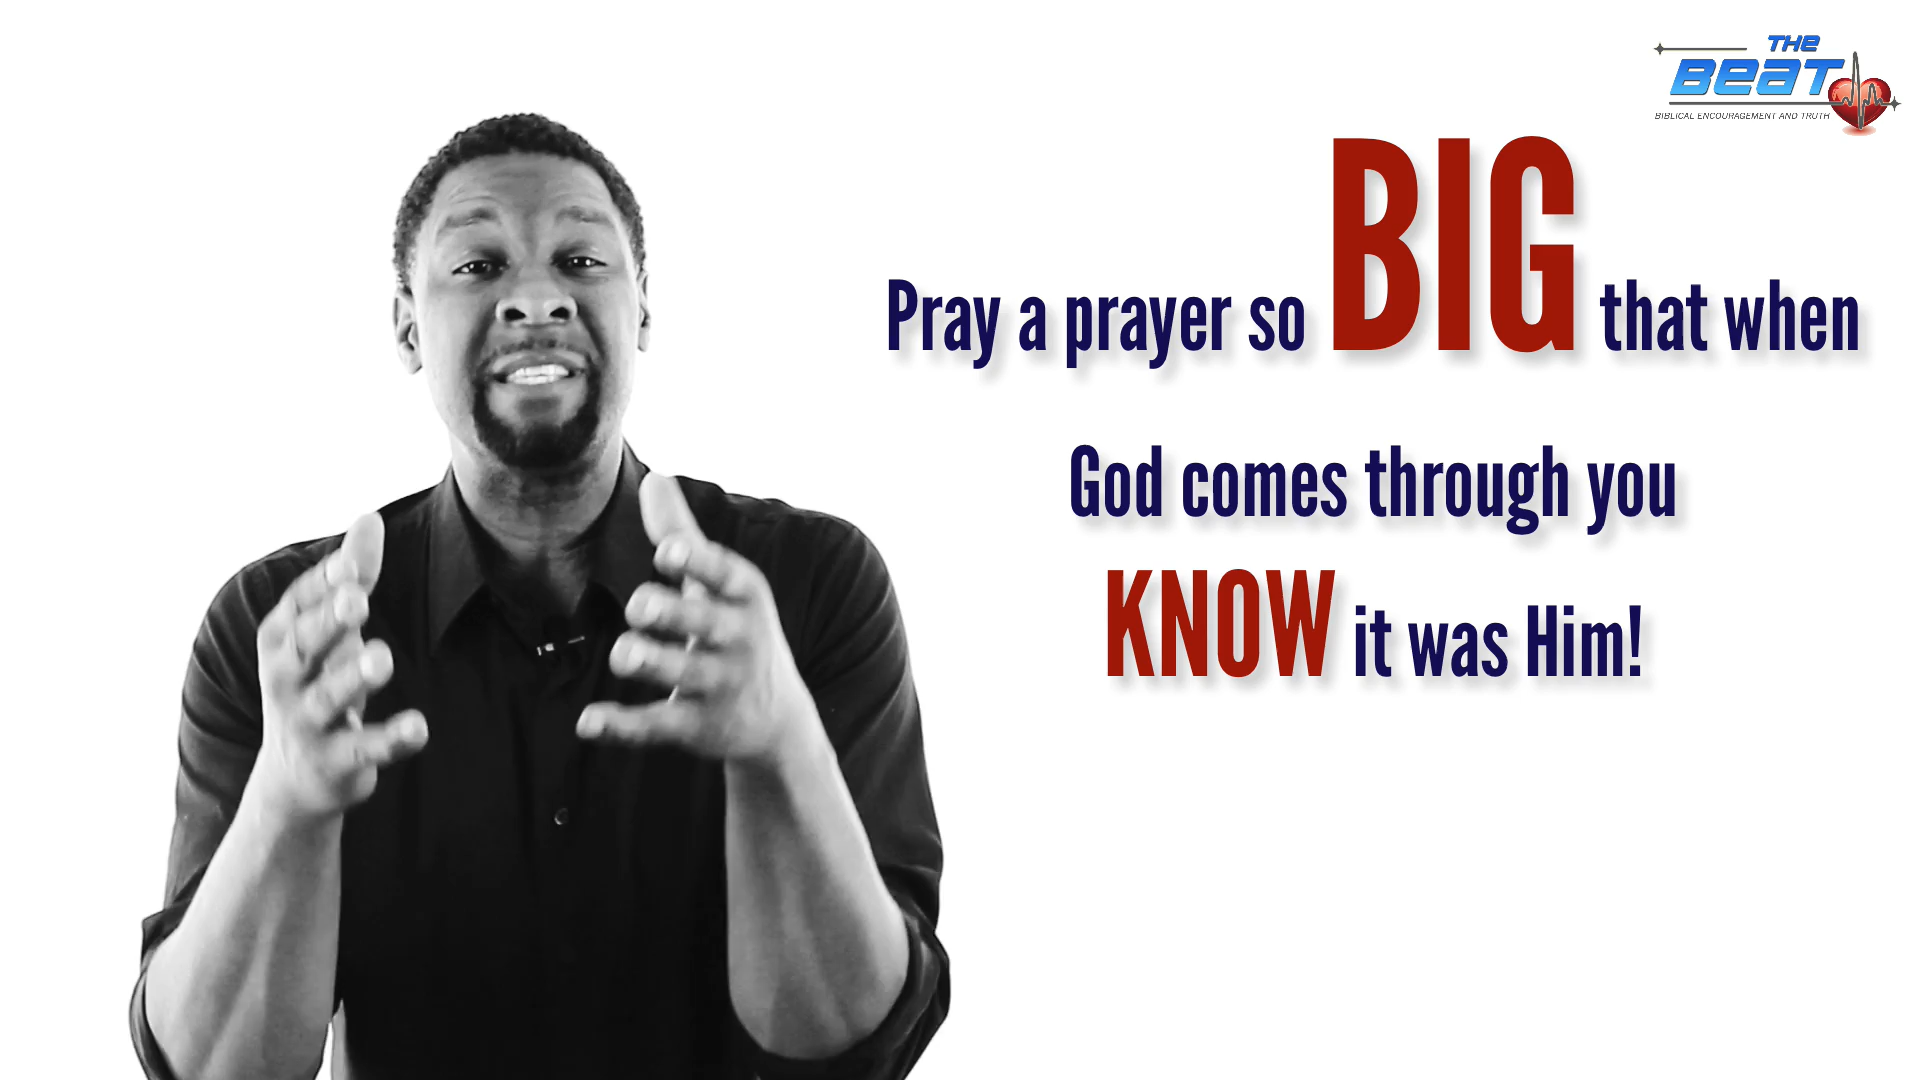 THE
BEAT
BIBLICAL ENCOURAGEMENT AND TRUTH
Pray a prayer so BIG that when
God comes through you
KNOW it was Him!